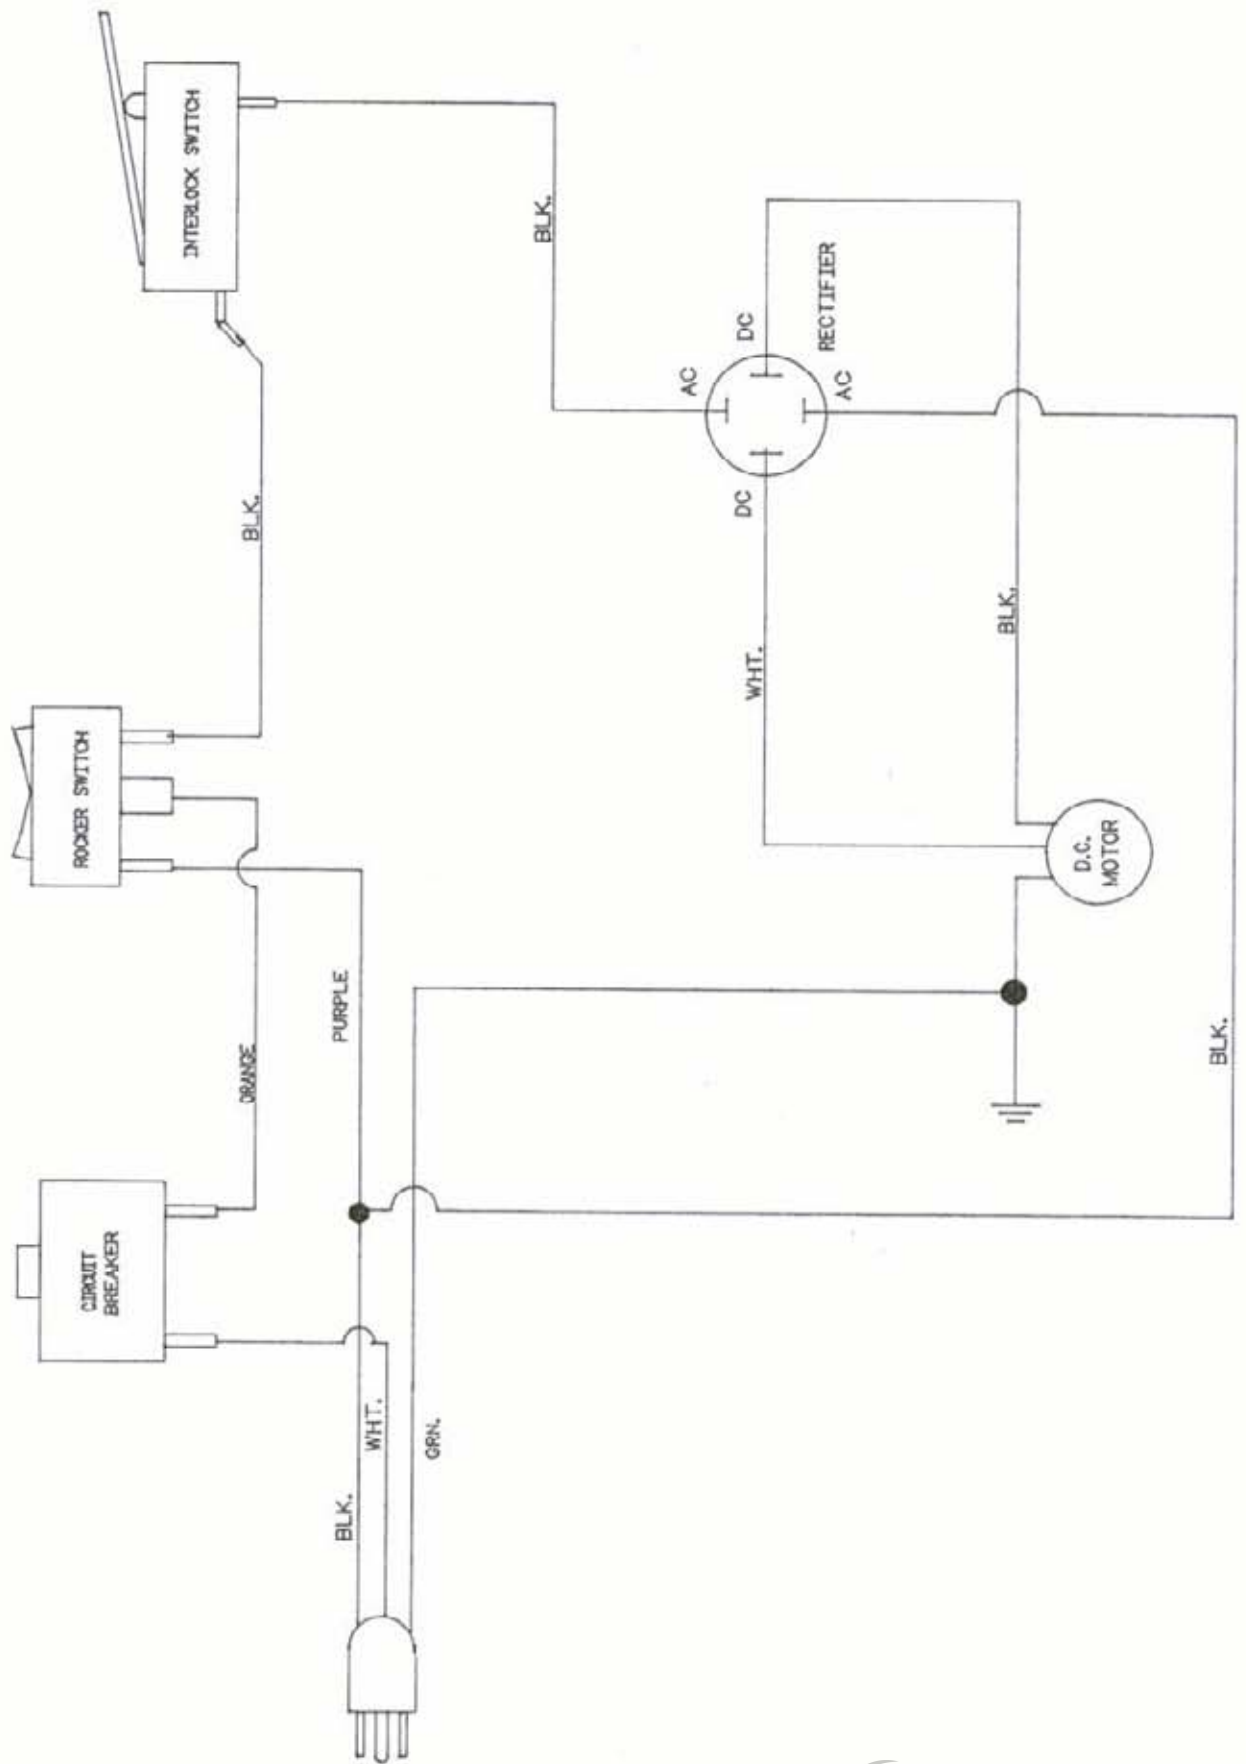 CIRCUIT
BREAKER
ROCKER SWITCH
INTERLOCK SWITCH
ORANGE
BLK.
PURPLE
BLK.
WHT.
GRN.
BLK.
AC
DC
DC
AC
RECTIFIER
WHT.
BLK.
D.C.
MOTOR
BLK.